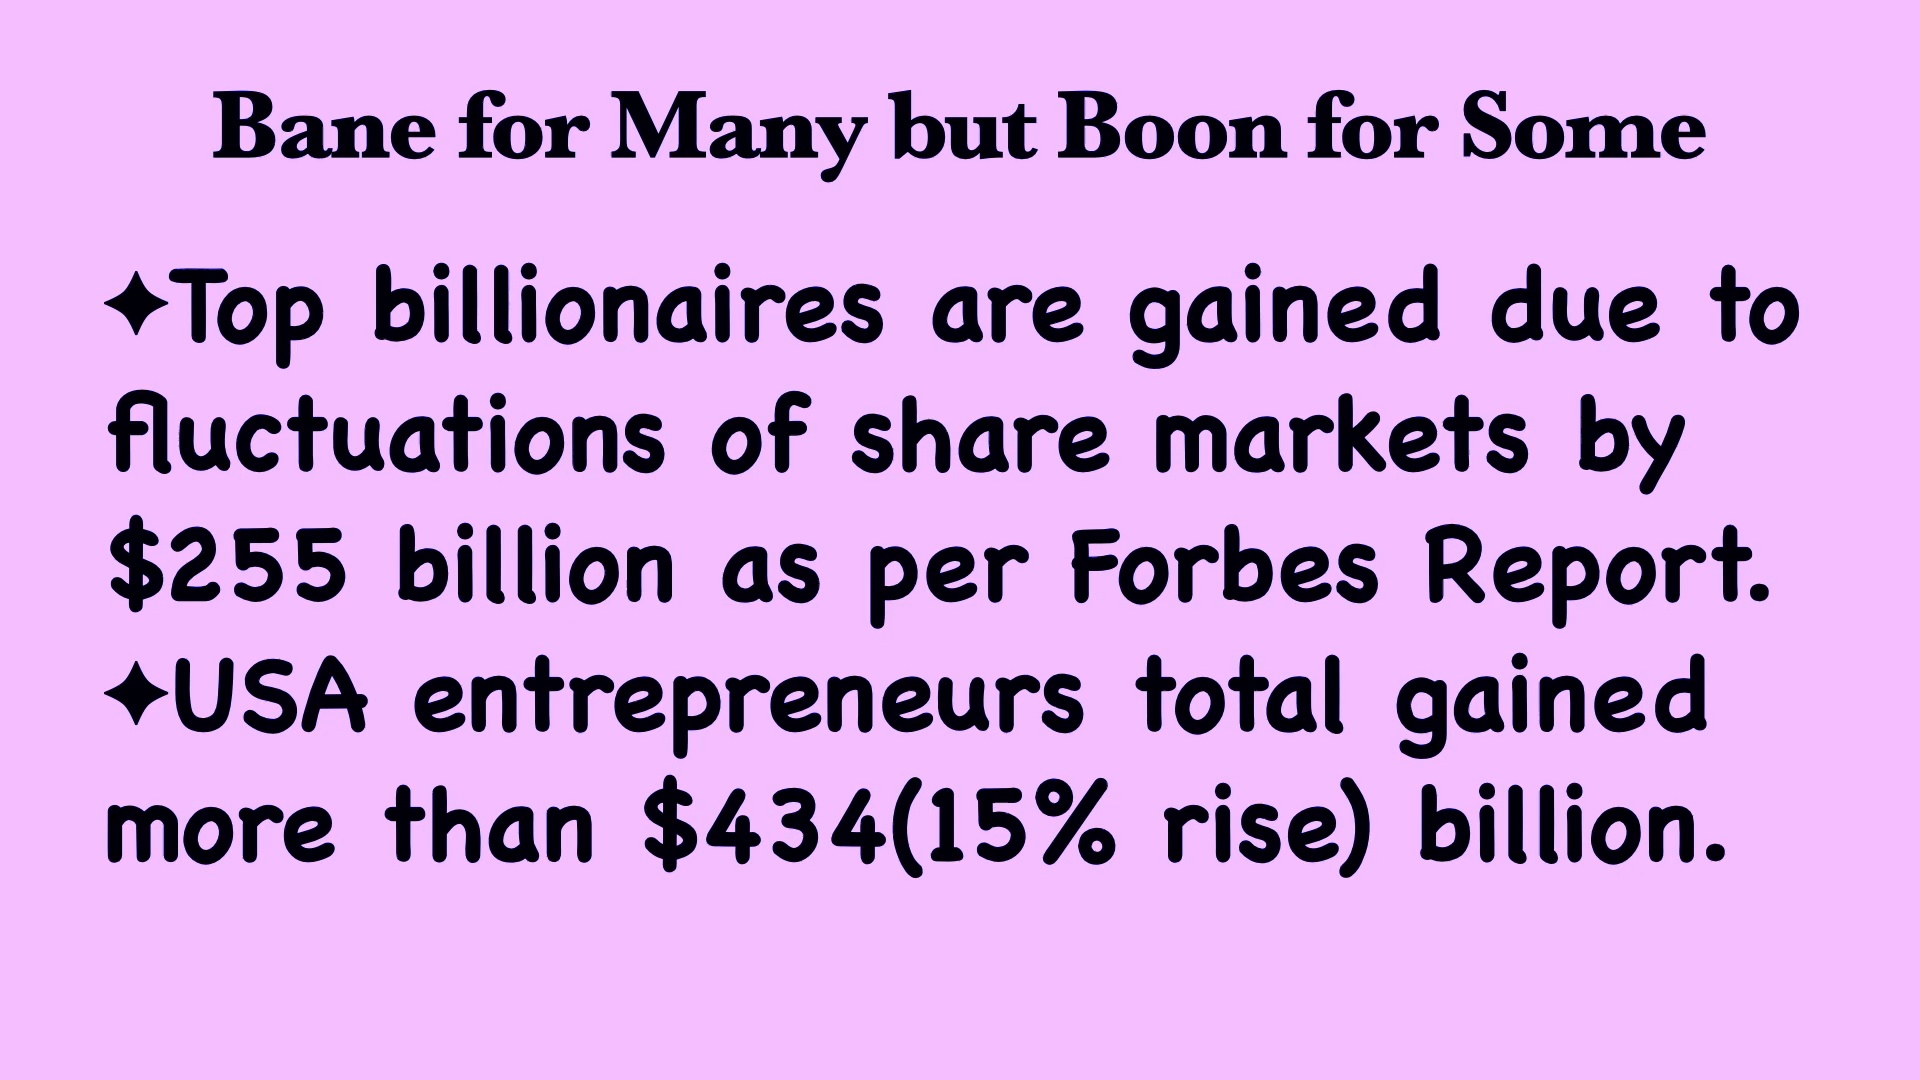 Bane for Many but Boon for Some
✦Top billionaires are gained due to
fluctuations of share markets by
$255 billion as per Forbes Report.
✦USA entrepreneurs total gained
more than $434(15% rise) billion.